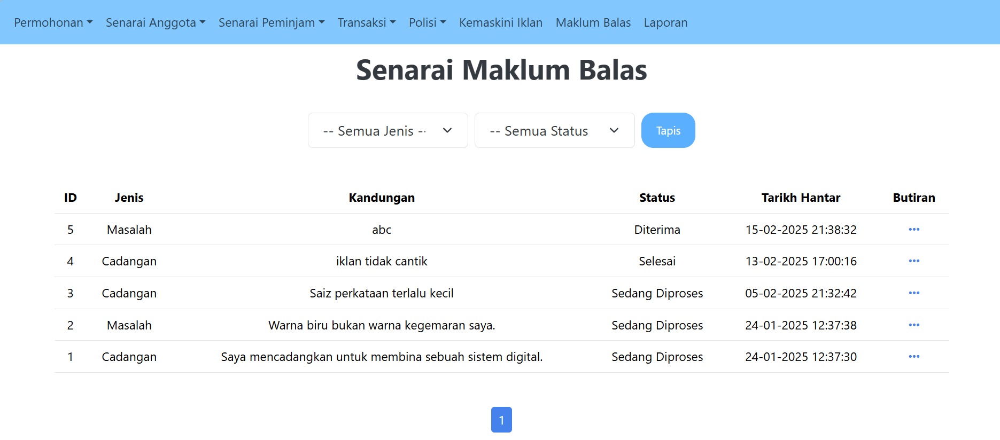 Permohonan Senarai Anggota Senarai Peminjam Transaksi Polisi Kemaskini Iklan Maklum Balas Laporan
Senarai Maklum Balas
-- Semua Jenis -- -- Semua Status Tapis
ID Jenis Kandungan Status Tarikh Hantar Butiran
5 Masalah abc Diterima 15-02-2025 21:38:32 •••
4 Cadangan iklan tidak cantik Selesai 13-02-2025 17:00:16 •••
3 Cadangan Saiz perkataan terlalu kecil Sedang Diproses 05-02-2025 21:32:42 •••
2 Masalah Warna biru bukan warna kegemaran saya. Sedang Diproses 24-01-2025 12:37:38 •••
1 Cadangan Saya mencadangkan untuk membina sebuah sistem digital. Sedang Diproses 24-01-2025 12:37:30 •••
1